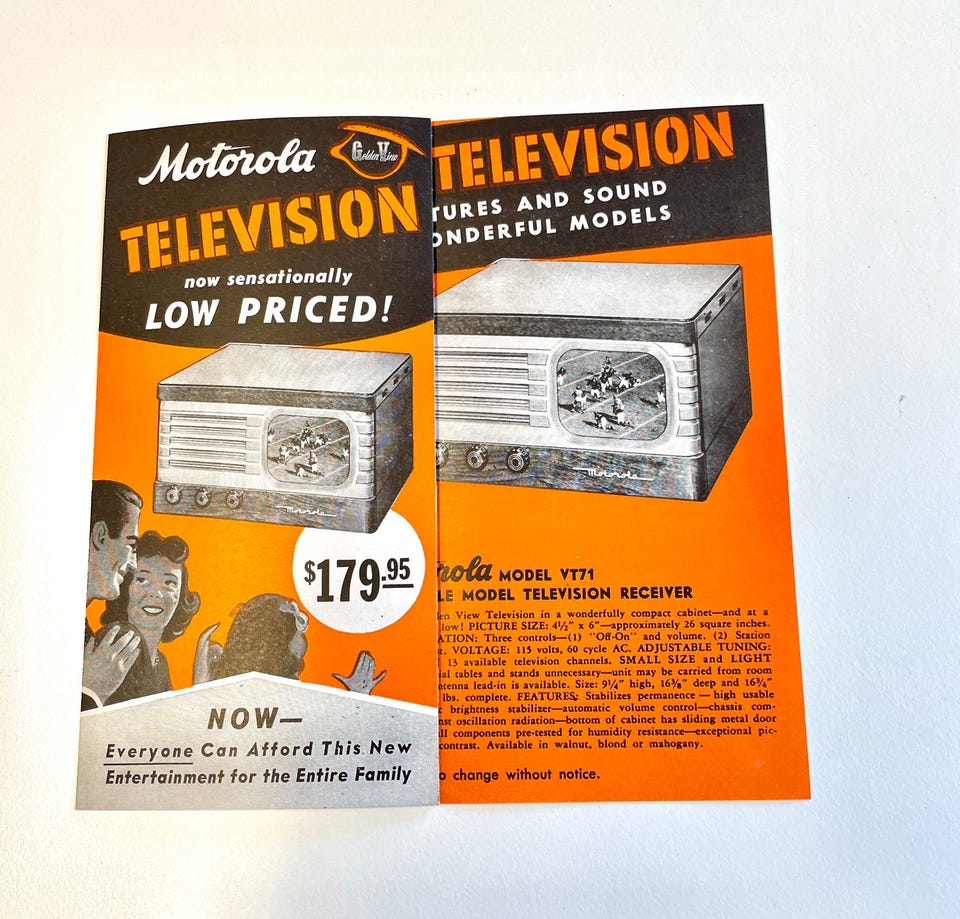 Motorola
Golden View
TELEVISION
now sensationally
LOW PRICED!
Motorola
$179.95
NOW—
Everyone Can Afford This New
Entertainment for the Entire Family
TELEVISION
TURES AND SOUND
ONDERFUL MODELS
Motorola
rola MODEL VT71
LE MODEL TELEVISION RECEIVER
en View Television in a wonderfully compact cabinet—and at a
low! PICTURE SIZE: 4½" x 6"—approximately 26 square inches.
ATION: Three controls—(1) "Off-On" and volume. (2) Station
t. VOLTAGE: 115 volts, 60 cycle AC. ADJUSTABLE TUNING:
13 available television channels. SMALL SIZE and LIGHT
ial tables and stands unnecessary—unit may be carried from room
ntenna lead-in is available. Size: 9¼" high, 16⅜" deep and 16¾"
lbs. complete. FEATURES: Stabilizes permanence—high usable
c brightness stabilizer—automatic volume control—chassis com-
nst oscillation radiation—bottom of cabinet has sliding metal door
ll components pre-tested for humidity resistance—exceptional pic-
contrast. Available in walnut, blond or mahogany.
o change without notice.